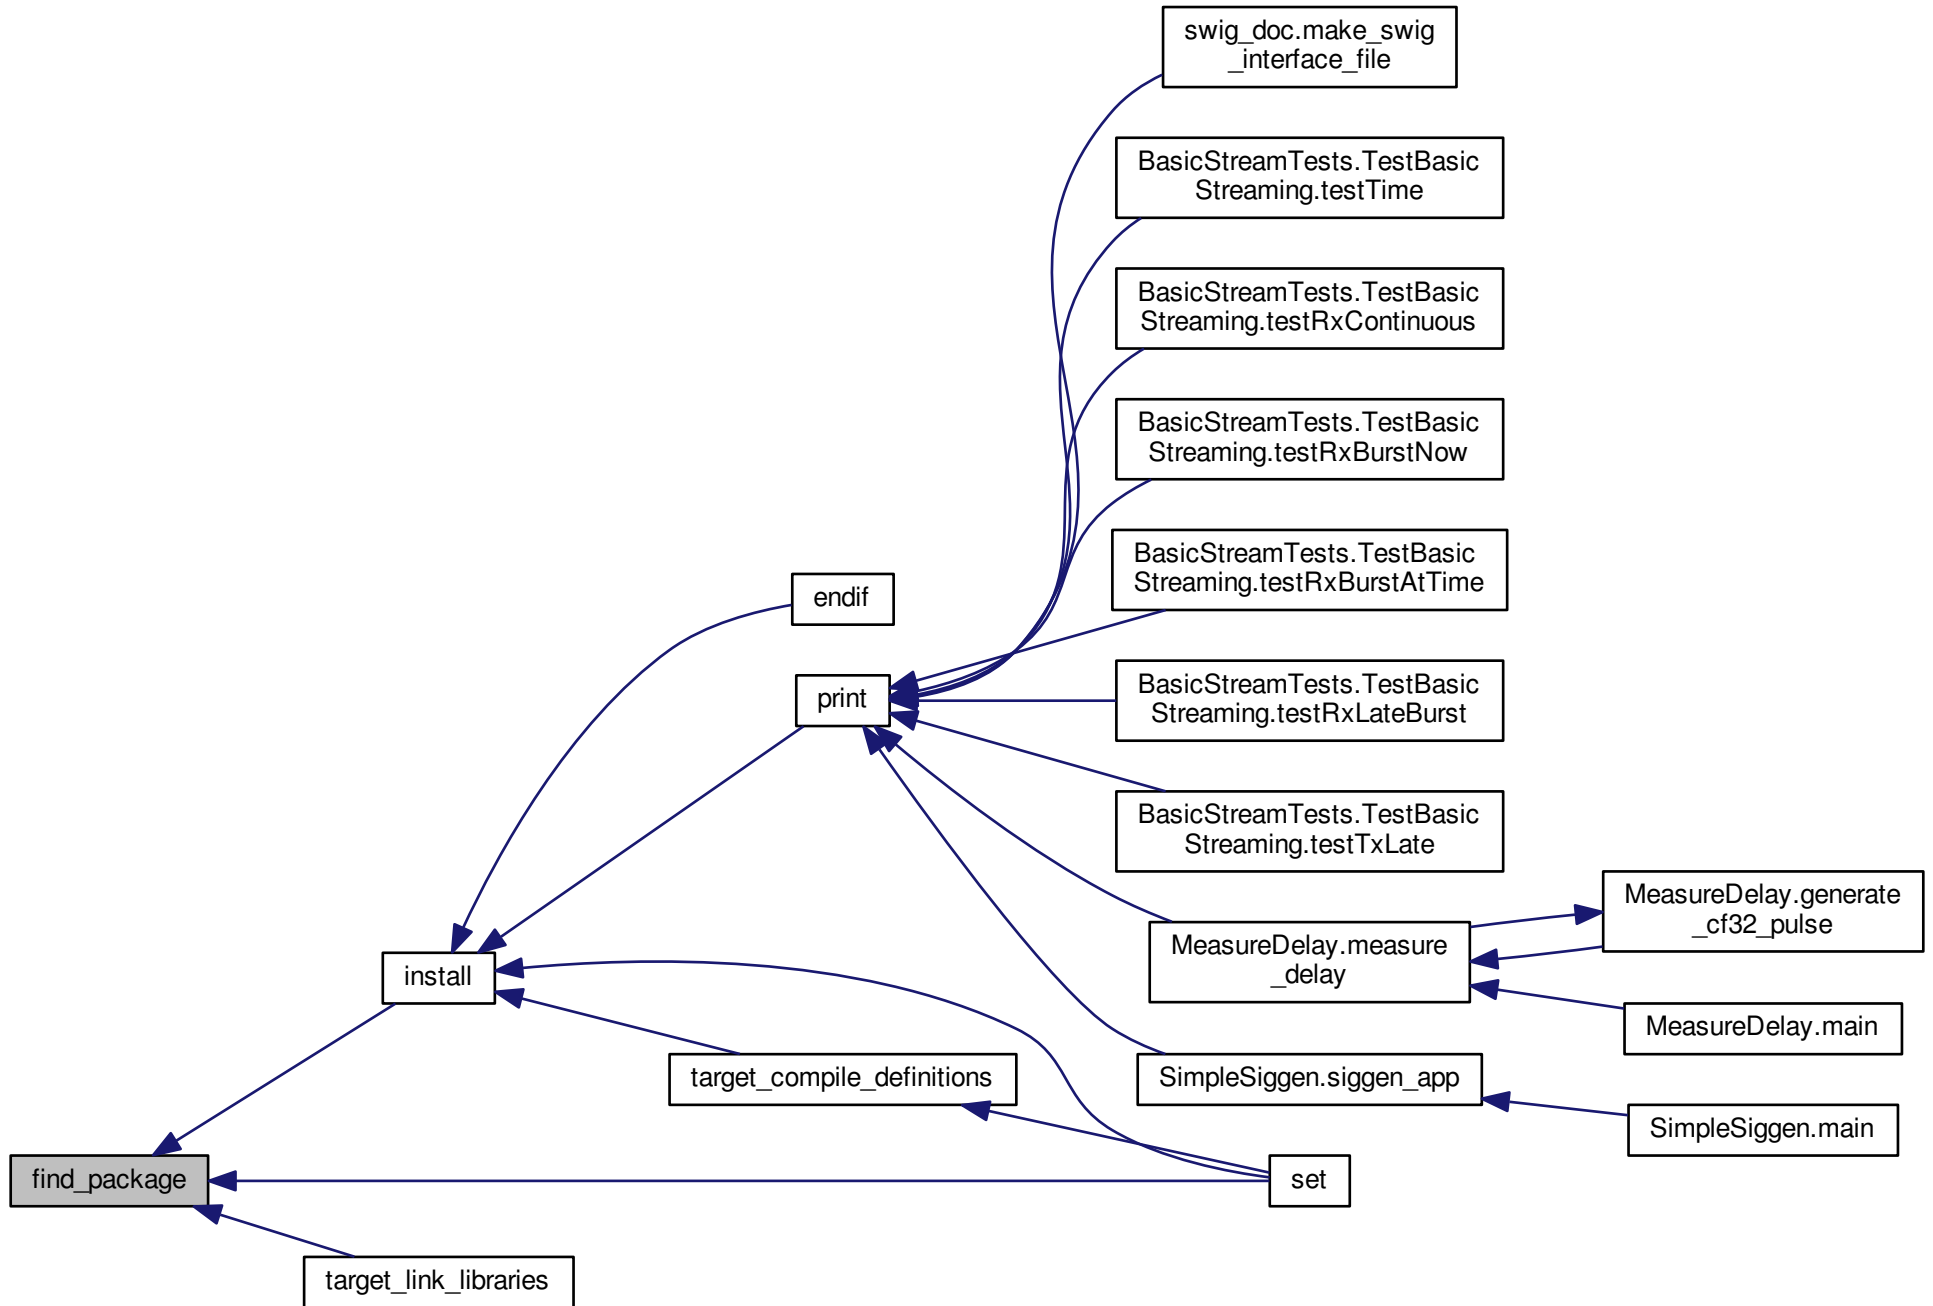 swig_doc.make_swig
_interface_file
BasicStreamTests.TestBasic
Streaming.testTime
BasicStreamTests.TestBasic
Streaming.testRxContinuous
BasicStreamTests.TestBasic
Streaming.testRxBurstNow
BasicStreamTests.TestBasic
Streaming.testRxBurstAtTime
endif
BasicStreamTests.TestBasic
Streaming.testRxLateBurst
print
BasicStreamTests.TestBasic
Streaming.testTxLate
MeasureDelay.generate
_cf32_pulse
MeasureDelay.measure
_delay
install
MeasureDelay.main
target_compile_definitions
SimpleSiggen.siggen_app
SimpleSiggen.main
find_package
set
target_link_libraries